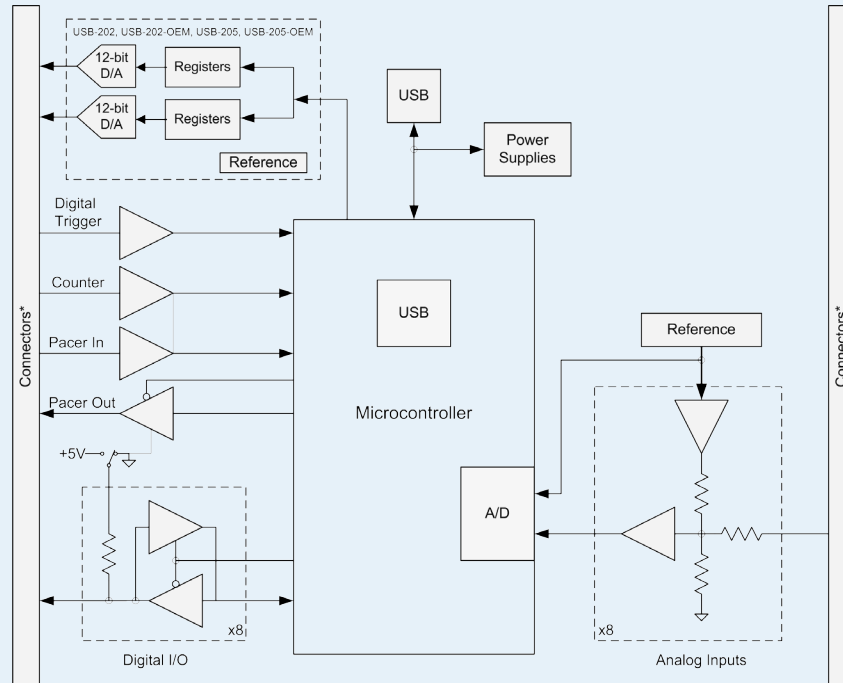 USB-202, USB-202-OEM, USB-205, USB-205-OEM
12-bit
D/A
Registers
12-bit
D/A
Registers
Reference
USB
Power
Supplies
Digital
Trigger
Counter
Pacer In
Pacer Out
+5V
x8
Digital I/O
USB
Microcontroller
A/D
Reference
x8
Analog Inputs
Connectors*
Connectors*